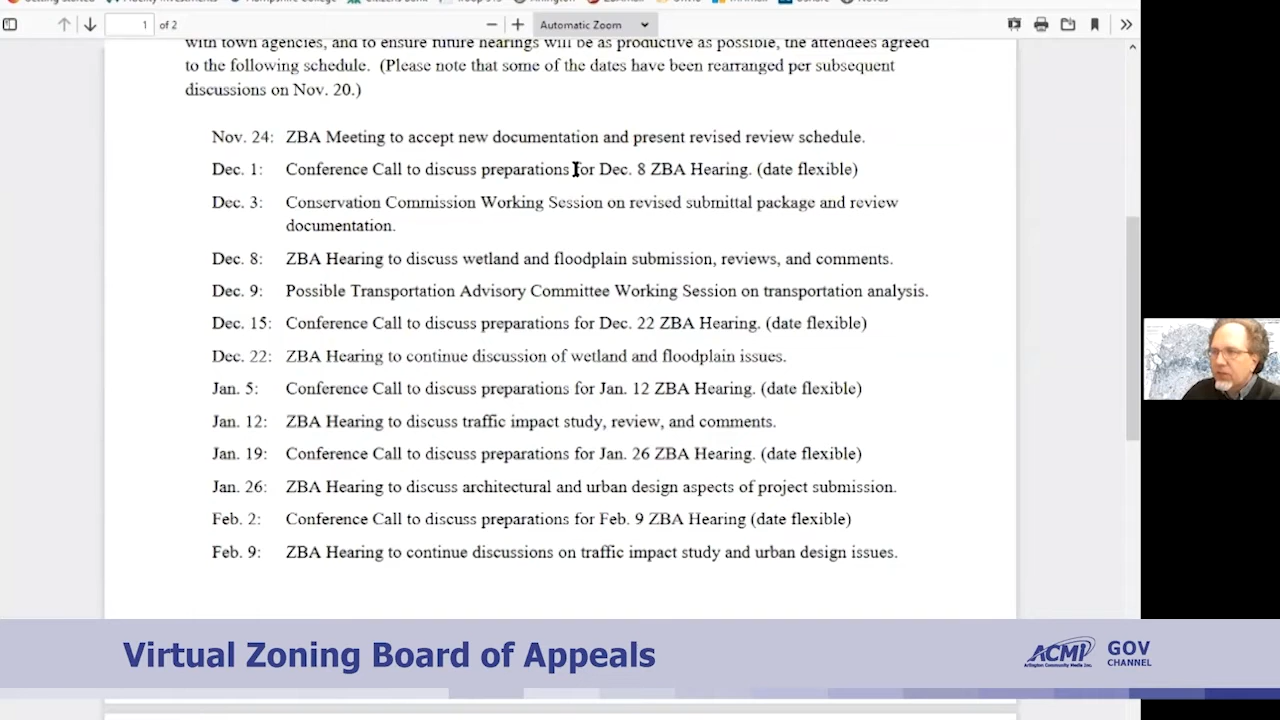 1 of 2
Automatic Zoom
with town agencies, and to ensure future hearings will be as productive as possible, the attendees agreed
to the following schedule. (Please note that some of the dates have been rearranged per subsequent
discussions on Nov. 20.)
Nov. 24: ZBA Meeting to accept new documentation and present revised review schedule.
Dec. 1: Conference Call to discuss preparations for Dec. 8 ZBA Hearing. (date flexible)
Dec. 3: Conservation Commission Working Session on revised submittal package and review
documentation.
Dec. 8: ZBA Hearing to discuss wetland and floodplain submission, reviews, and comments.
Dec. 9: Possible Transportation Advisory Committee Working Session on transportation analysis.
Dec. 15: Conference Call to discuss preparations for Dec. 22 ZBA Hearing. (date flexible)
Dec. 22: ZBA Hearing to continue discussion of wetland and floodplain issues.
Jan. 5: Conference Call to discuss preparations for Jan. 12 ZBA Hearing. (date flexible)
Jan. 12: ZBA Hearing to discuss traffic impact study, review, and comments.
Jan. 19: Conference Call to discuss preparations for Jan. 26 ZBA Hearing. (date flexible)
Jan. 26: ZBA Hearing to discuss architectural and urban design aspects of project submission.
Feb. 2: Conference Call to discuss preparations for Feb. 9 ZBA Hearing (date flexible)
Feb. 9: ZBA Hearing to continue discussions on traffic impact study and urban design issues.
Virtual Zoning Board of Appeals
ACMi
Arlington Community Media Inc.
GOV
CHANNEL